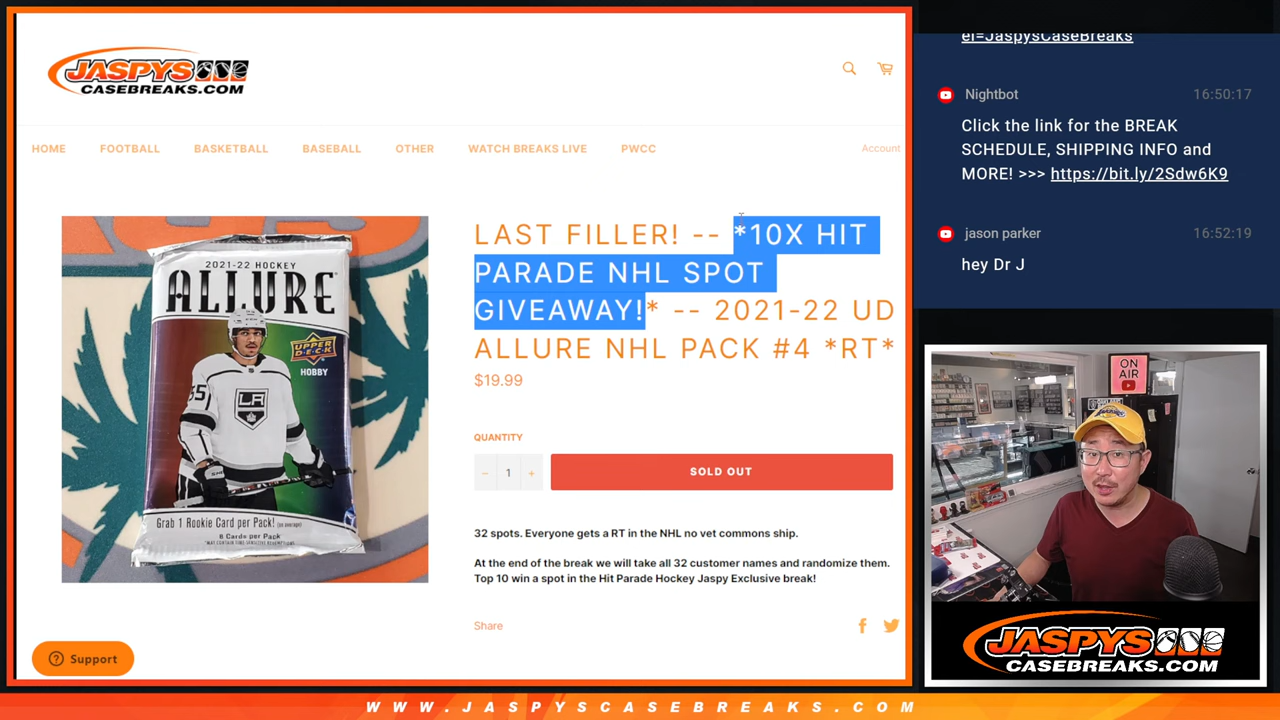 JASPYS
CASEBREAKS.COM
HOME FOOTBALL BASKETBALL BASEBALL OTHER WATCH BREAKS LIVE PWCC Account
2021-22 HOCKEY
ALLURE
UPPER DECK
HOBBY
LA
Grab 1 Rookie Card per Pack!
8 Cards per Pack
LAST FILLER! -- *10X HIT
PARADE NHL SPOT
GIVEAWAY!* -- 2021-22 UD
ALLURE NHL PACK #4 *RT*
$19.99
QUANTITY
− 1 +
SOLD OUT
32 spots. Everyone gets a RT in the NHL no vet commons ship.
At the end of the break we will take all 32 customer names and randomize them.
Top 10 win a spot in the Hit Parade Hockey Jaspy Exclusive break!
Share
Support
ei=JaspysCaseBreaks
Nightbot 16:50:17
Click the link for the BREAK
SCHEDULE, SHIPPING INFO and
MORE! >>> https://bit.ly/2Sdw6K9
jason parker 16:52:19
hey Dr J
ON
AIR
JASPYS
CASEBREAKS.COM
WWW.JASPYSCASEBREAKS.COM